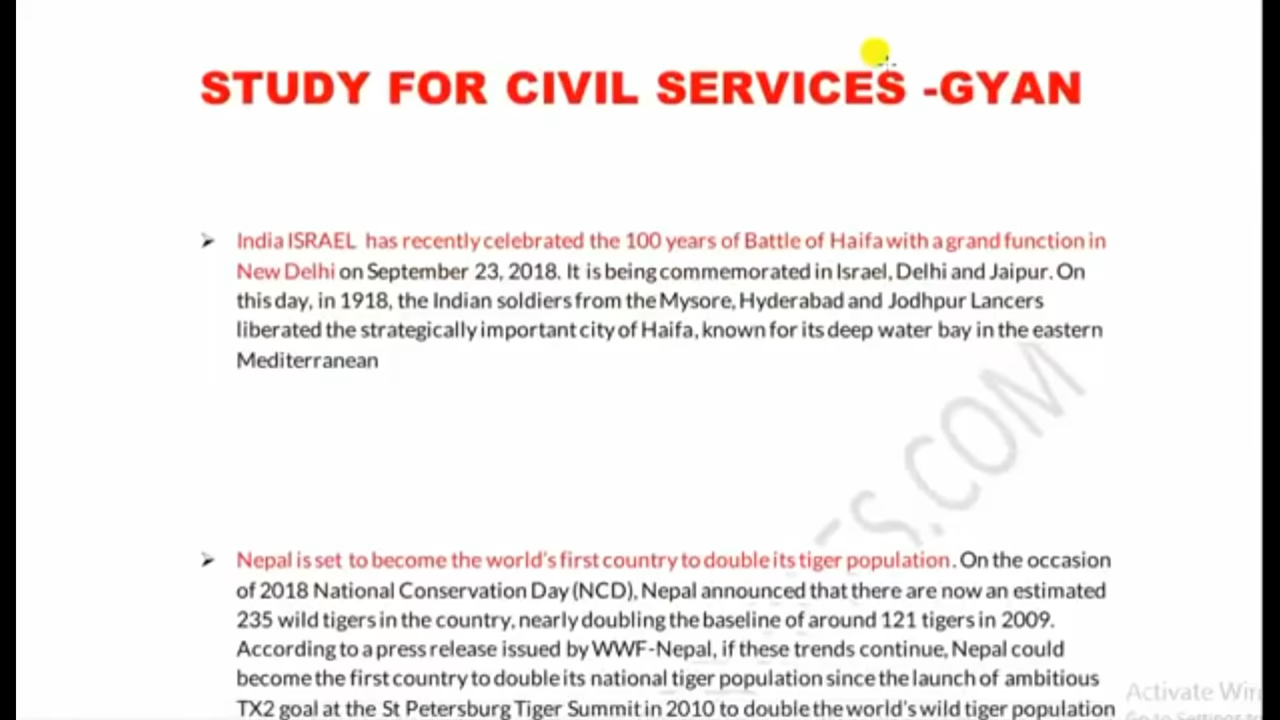 STUDY FOR CIVIL SERVICES -GYAN
India ISRAEL has recently celebrated the 100 years of Battle of Haifa with a grand function in
New Delhi on September 23, 2018. It is being commemorated in Israel, Delhi and Jaipur. On
this day, in 1918, the Indian soldiers from the Mysore, Hyderabad and Jodhpur Lancers
liberated the strategically important city of Haifa, known for its deep water bay in the eastern
Mediterranean
S.COM
Nepal is set to become the world's first country to double its tiger population. On the occasion
of 2018 National Conservation Day (NCD), Nepal announced that there are now an estimated
235 wild tigers in the country, nearly doubling the baseline of around 121 tigers in 2009.
According to a press release issued by WWF-Nepal, if these trends continue, Nepal could
become the first country to double its national tiger population since the launch of ambitious
TX2 goal at the St Petersburg Tiger Summit in 2010 to double the world's wild tiger population
Activate Win